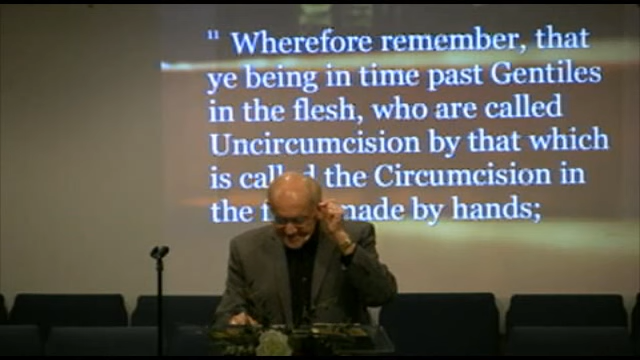 ¹¹ Wherefore remember, that
ye being in time past Gentiles
in the flesh, who are called
Uncircumcision by that which
is called the Circumcision in
the made by hands;